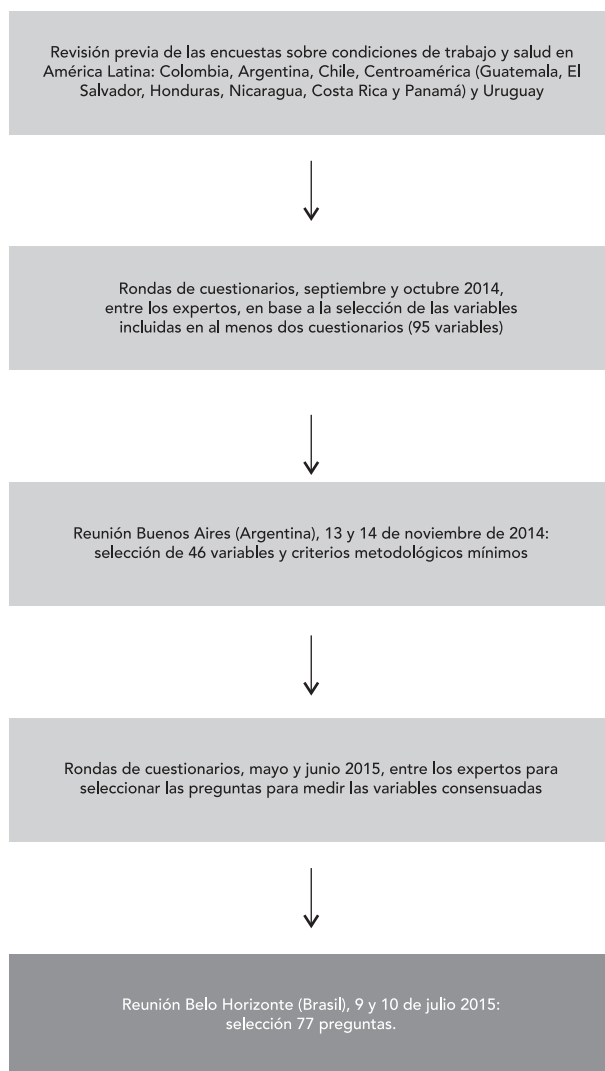 Revisión previa de las encuestas sobre condiciones de trabajo y salud en
América Latina: Colombia, Argentina, Chile, Centroamérica (Guatemala, El
Salvador, Honduras, Nicaragua, Costa Rica y Panamá) y Uruguay
Rondas de cuestionarios, septiembre y octubre 2014,
entre los expertos, en base a la selección de las variables
incluidas en al menos dos cuestionarios (95 variables)
Reunión Buenos Aires (Argentina), 13 y 14 de noviembre de 2014:
selección de 46 variables y criterios metodológicos mínimos
Rondas de cuestionarios, mayo y junio 2015, entre los expertos para
seleccionar las preguntas para medir las variables consensuadas
Reunión Belo Horizonte (Brasil), 9 y 10 de julio 2015:
selección 77 preguntas.